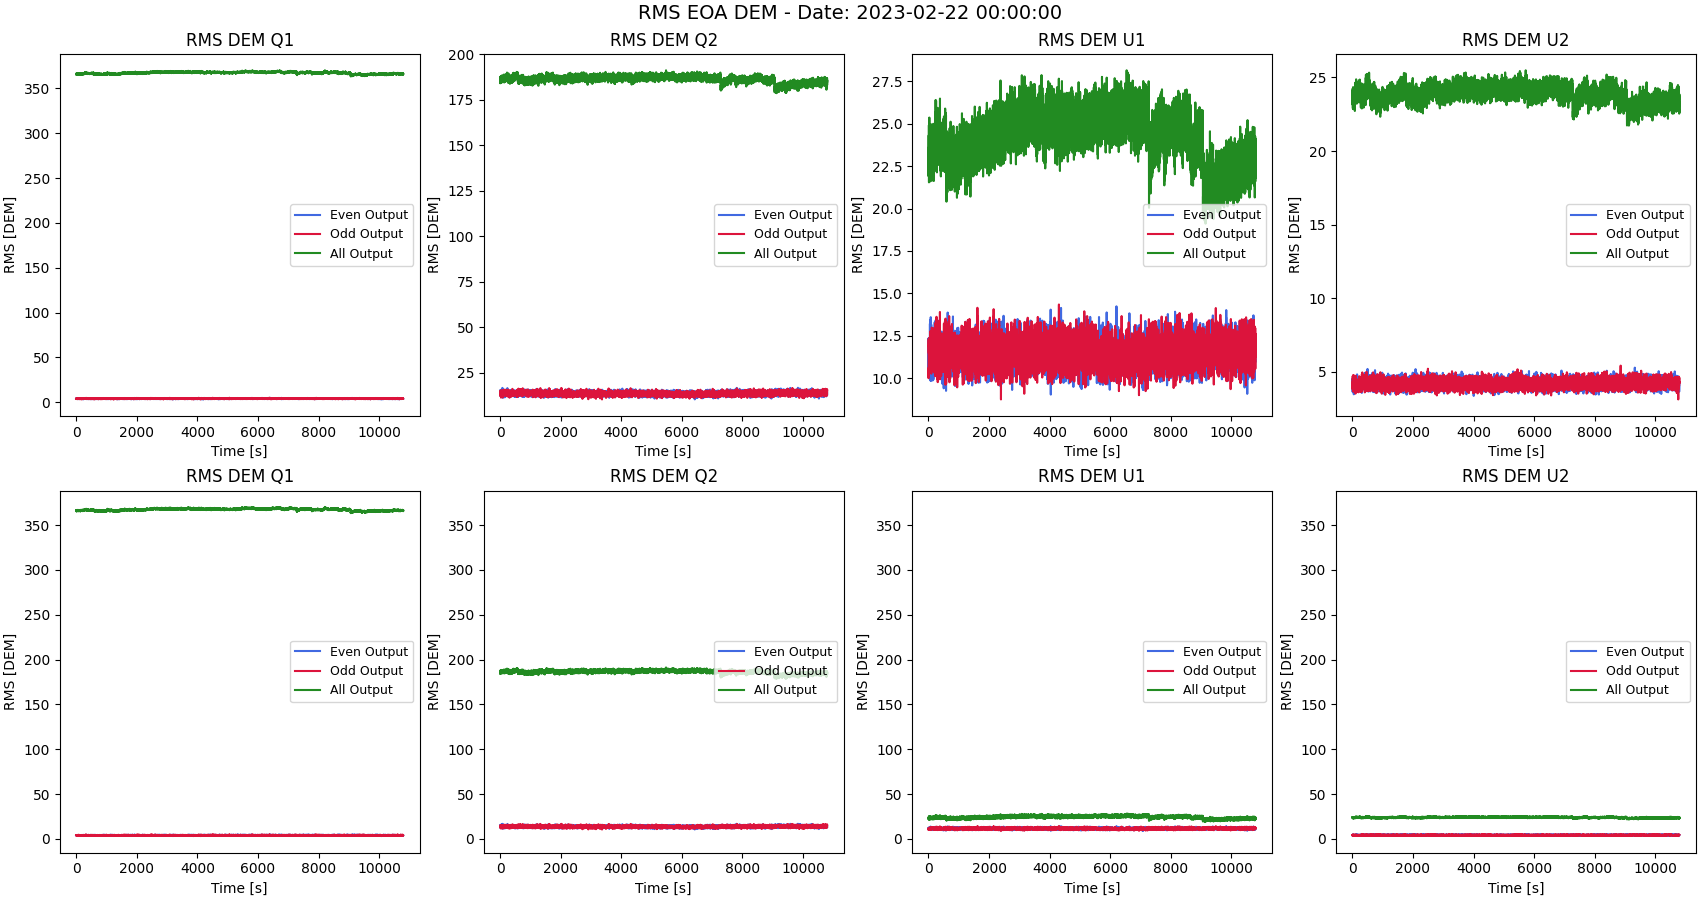 RMS EOA DEM - Date: 2023-02-22 00:00:00
RMS DEM Q1
RMS [DEM]
350
300
250
200
150
100
50
0
Even Output
Odd Output
All Output
0 2000 4000 6000 8000 10000
Time [s]
RMS DEM Q2
RMS [DEM]
200
175
150
125
100
75
50
25
Even Output
Odd Output
All Output
0 2000 4000 6000 8000 10000
Time [s]
RMS DEM U1
RMS [DEM]
27.5
25.0
22.5
20.0
17.5
15.0
12.5
10.0
Even Output
Odd Output
All Output
0 2000 4000 6000 8000 10000
Time [s]
RMS DEM U2
RMS [DEM]
25
20
15
10
5
Even Output
Odd Output
All Output
0 2000 4000 6000 8000 10000
Time [s]
RMS DEM Q1
RMS [DEM]
350
300
250
200
150
100
50
0
Even Output
Odd Output
All Output
0 2000 4000 6000 8000 10000
Time [s]
RMS DEM Q2
RMS [DEM]
350
300
250
200
150
100
50
0
Even Output
Odd Output
All Output
0 2000 4000 6000 8000 10000
Time [s]
RMS DEM U1
RMS [DEM]
350
300
250
200
150
100
50
0
Even Output
Odd Output
All Output
0 2000 4000 6000 8000 10000
Time [s]
RMS DEM U2
RMS [DEM]
350
300
250
200
150
100
50
0
Even Output
Odd Output
All Output
0 2000 4000 6000 8000 10000
Time [s]